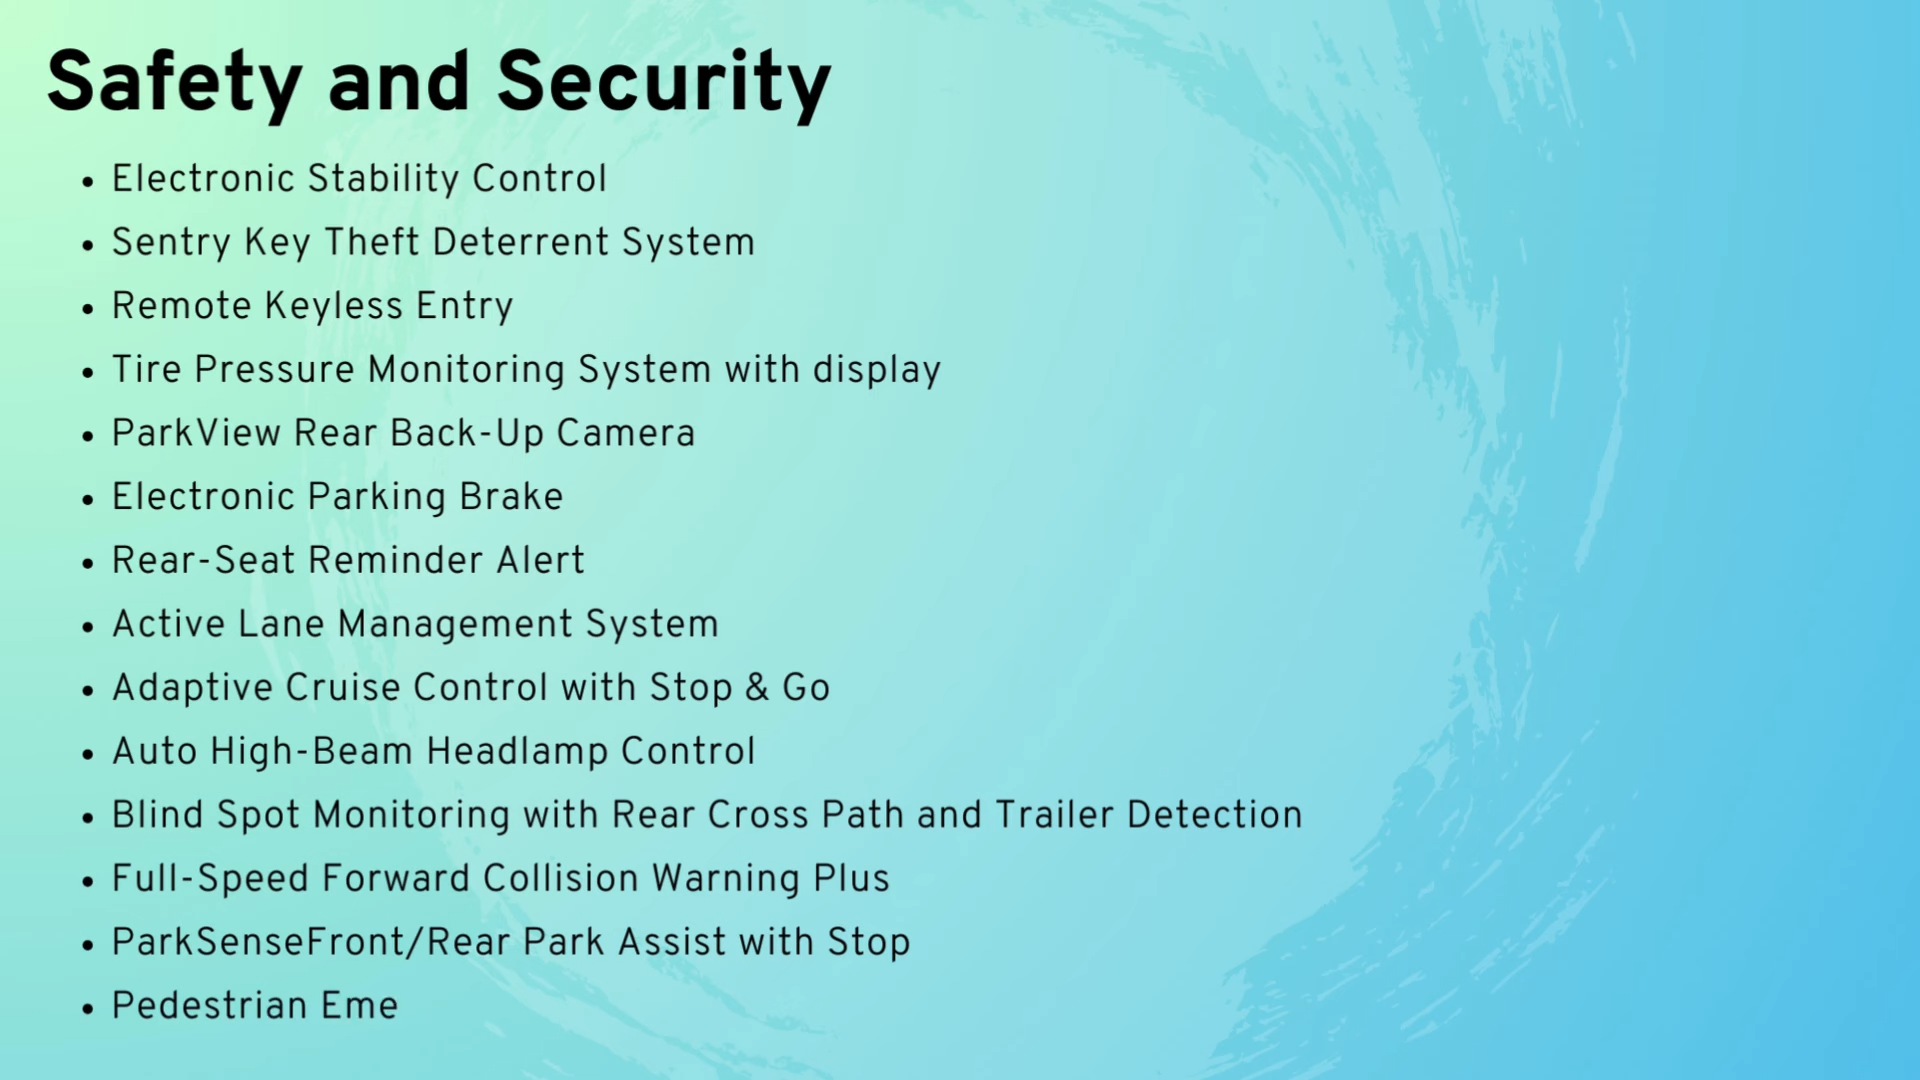 Safety and Security
• Electronic Stability Control
• Sentry Key Theft Deterrent System
• Remote Keyless Entry
• Tire Pressure Monitoring System with display
• ParkView Rear Back-Up Camera
• Electronic Parking Brake
• Rear-Seat Reminder Alert
• Active Lane Management System
• Adaptive Cruise Control with Stop & Go
• Auto High-Beam Headlamp Control
• Blind Spot Monitoring with Rear Cross Path and Trailer Detection
• Full-Speed Forward Collision Warning Plus
• ParkSenseFront/Rear Park Assist with Stop
• Pedestrian Eme